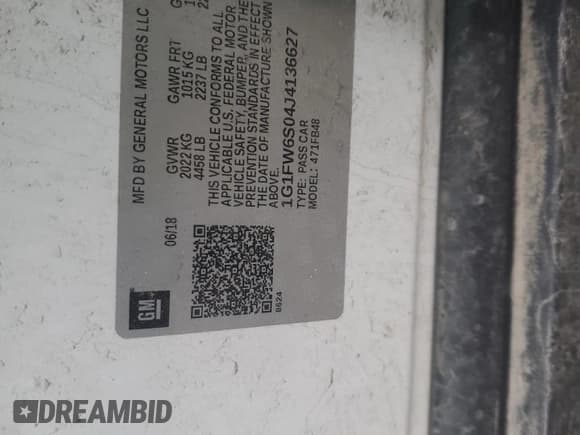 MFD BY GENERAL MOTORS LLC
06/18
GVWR
2022 KG
4458 LB
GAWR FRT
1015 KG
2237 LB
THIS VEHICLE CONFORMS TO ALL
APPLICABLE U.S. FEDERAL MOTOR
VEHICLE SAFETY, BUMPER, AND THE
PREVENTION STANDARDS IN EFFECT
THE DATE OF MANUFACTURE SHOWN
ABOVE.
1G1FW6S04J4136627
TYPE: PASS CAR
MODEL: 471FB48
B624
GM
DREAMBID